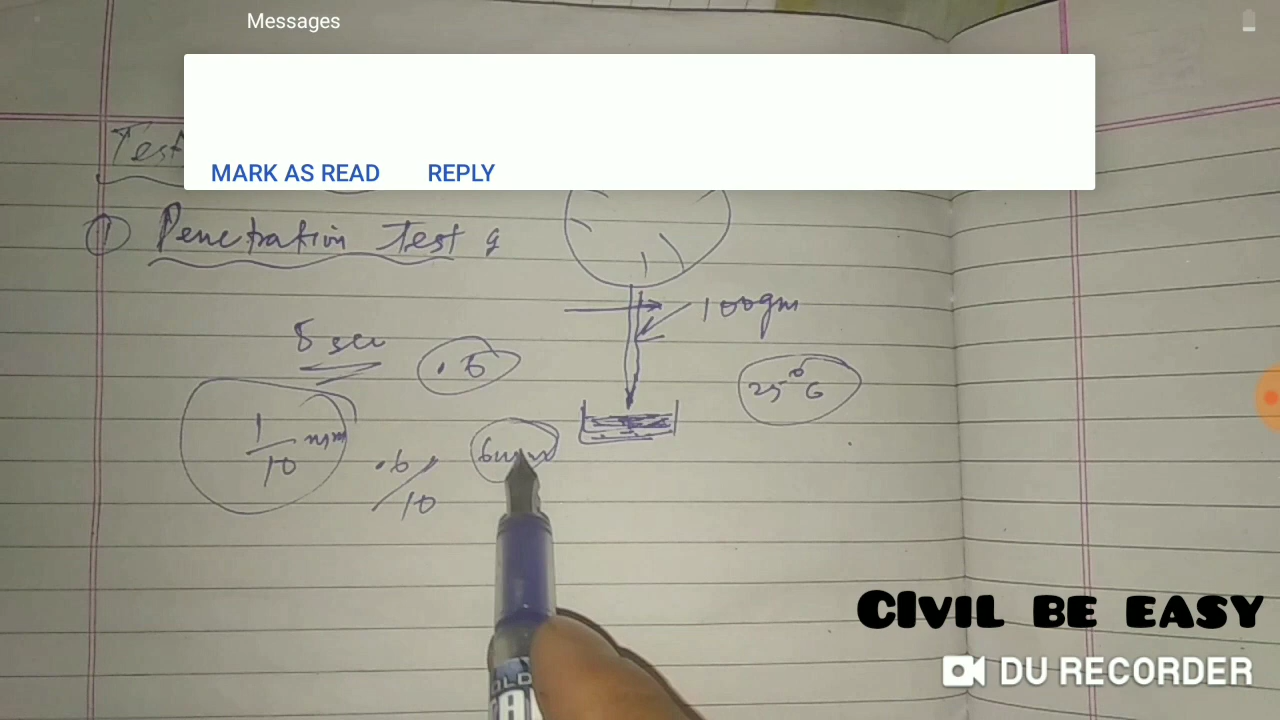 Messages
MARK AS READ REPLY
Test
① Penetration Test
100gm
5 sec
.5
25°C
1/10 mm
.6/10
6mm
CIVIL BE EASY
DU RECORDER